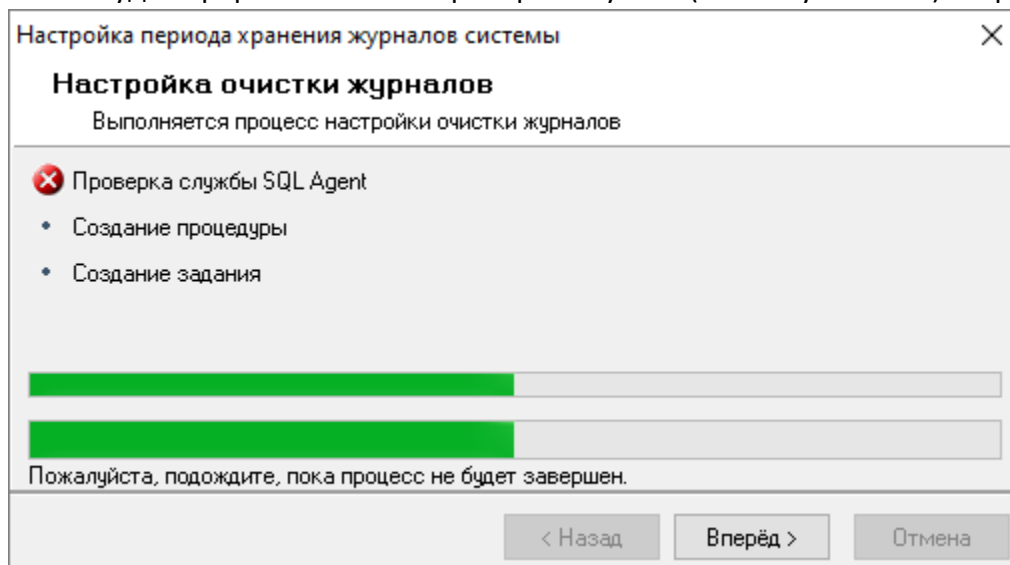 Настройка периода хранения журналов системы
Настройка очистки журналов
Выполняется процесс настройки очистки журналов
Проверка службы SQL Agent
• Создание процедуры
• Создание задания
Пожалуйста, подождите, пока процесс не будет завершен.
< Назад Вперёд > Отмена